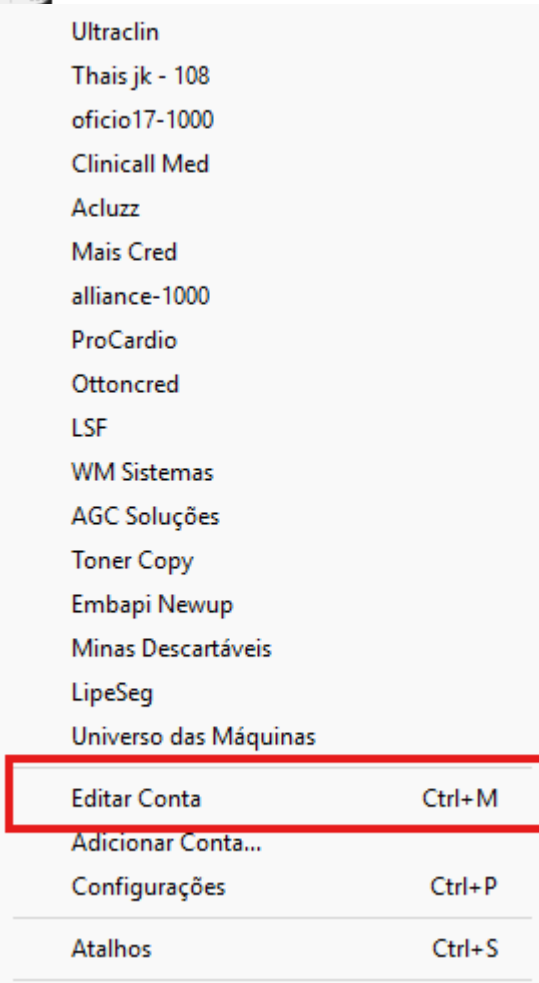 Ultraclin
Thais jk - 108
oficio17-1000
Clinicall Med
Acluzz
Mais Cred
alliance-1000
ProCardio
Ottoncred
LSF
WM Sistemas
AGC Soluções
Toner Copy
Embapi Newup
Minas Descartáveis
LipeSeg
Universo das Máquinas
Editar Conta Ctrl+M
Adicionar Conta...
Configurações Ctrl+P
Atalhos Ctrl+S